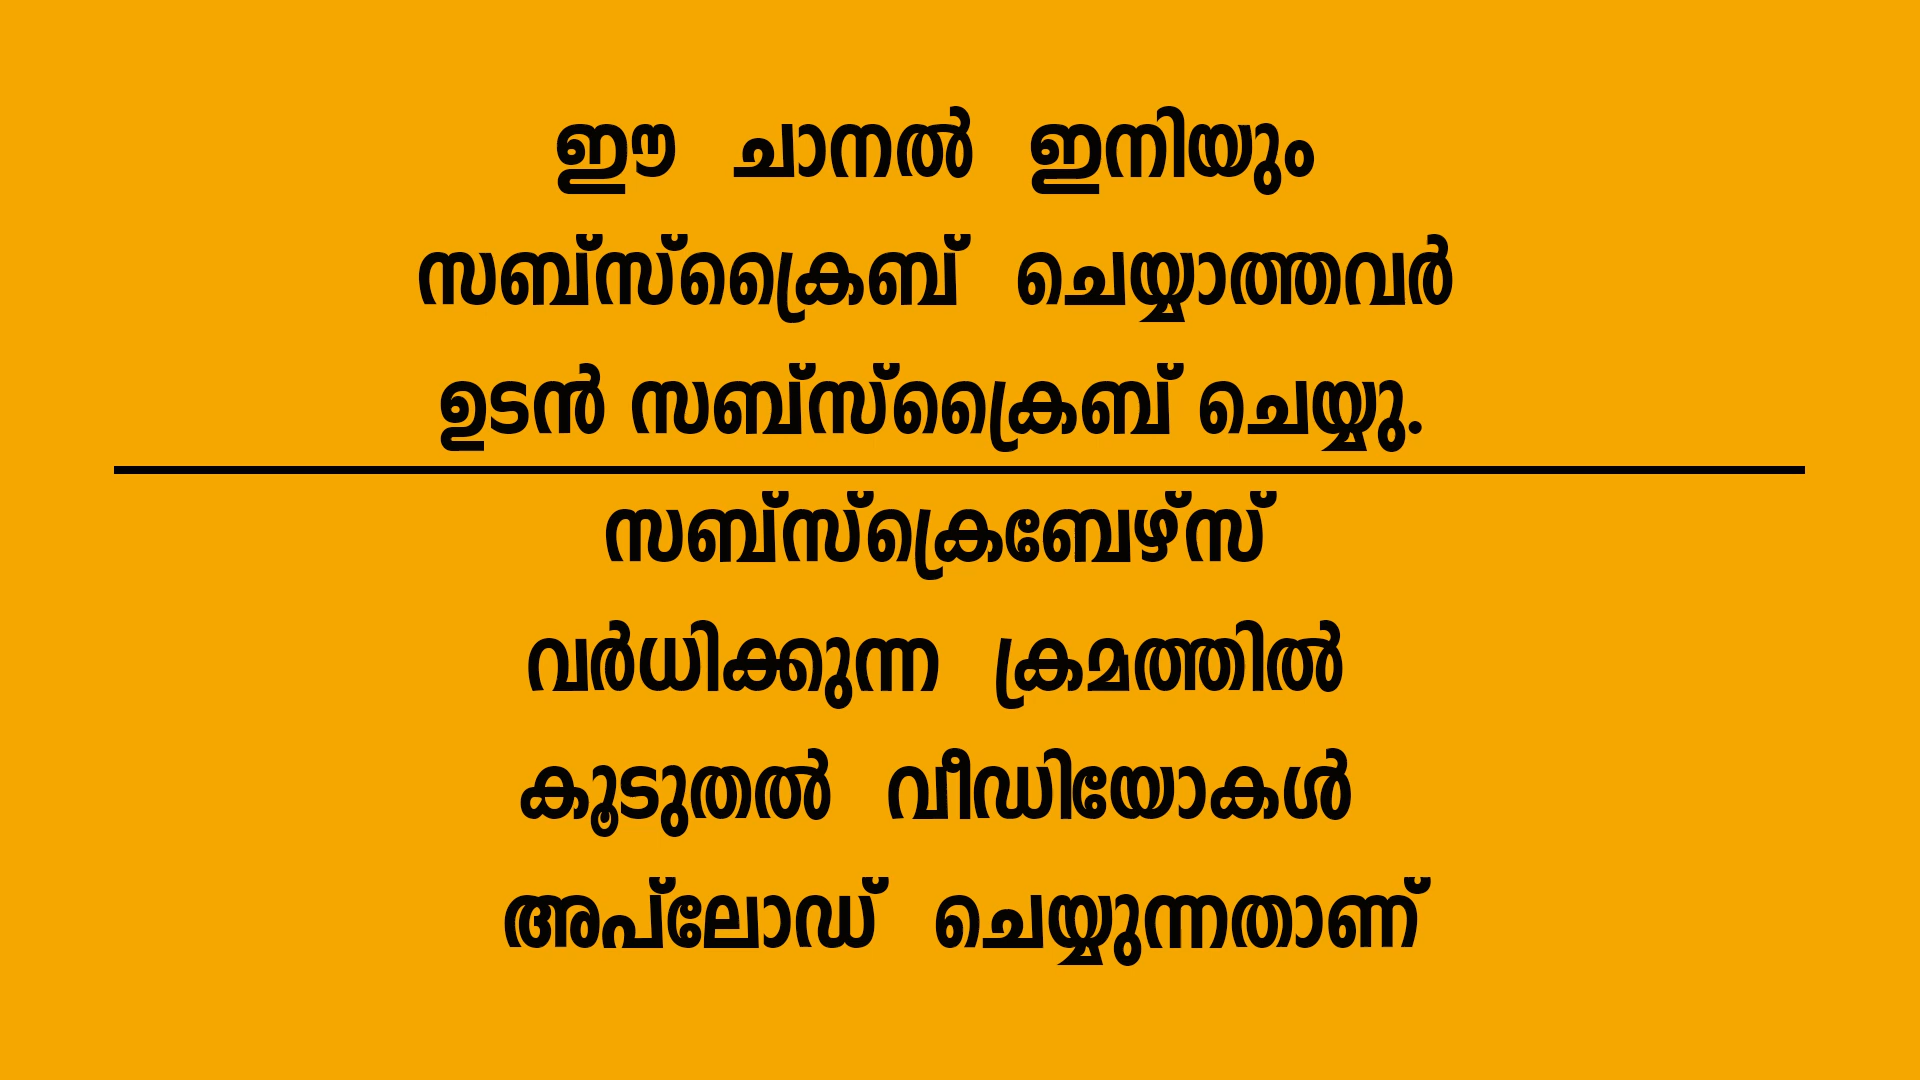 ഈ ചാനൽ ഇനിയും
സബ്സ്ക്രൈബ് ചെയ്യാത്തവർ
ഉടൻ സബ്സ്ക്രൈബ് ചെയ്യു.
സബ്സ്ക്രെബേഴ്സ്
വർധിക്കുന്ന ക്രമത്തിൽ
കൂടുതൽ വീഡിയോകൾ
അപ്ലോഡ് ചെയ്യുന്നതാണ്